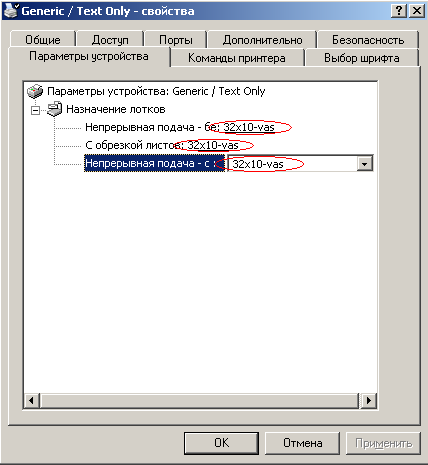 Generic / Text Only - свойства
Общие Доступ Порты Дополнительно Безопасность
Параметры устройства Команды принтера Выбор шрифта
Параметры устройства: Generic / Text Only
Назначение лотков
Непрерывная подача - бе: 32x10-vas
С обрезкой листов: 32x10-vas
Непрерывная подача - с : 32x10-vas
OK Отмена Применить